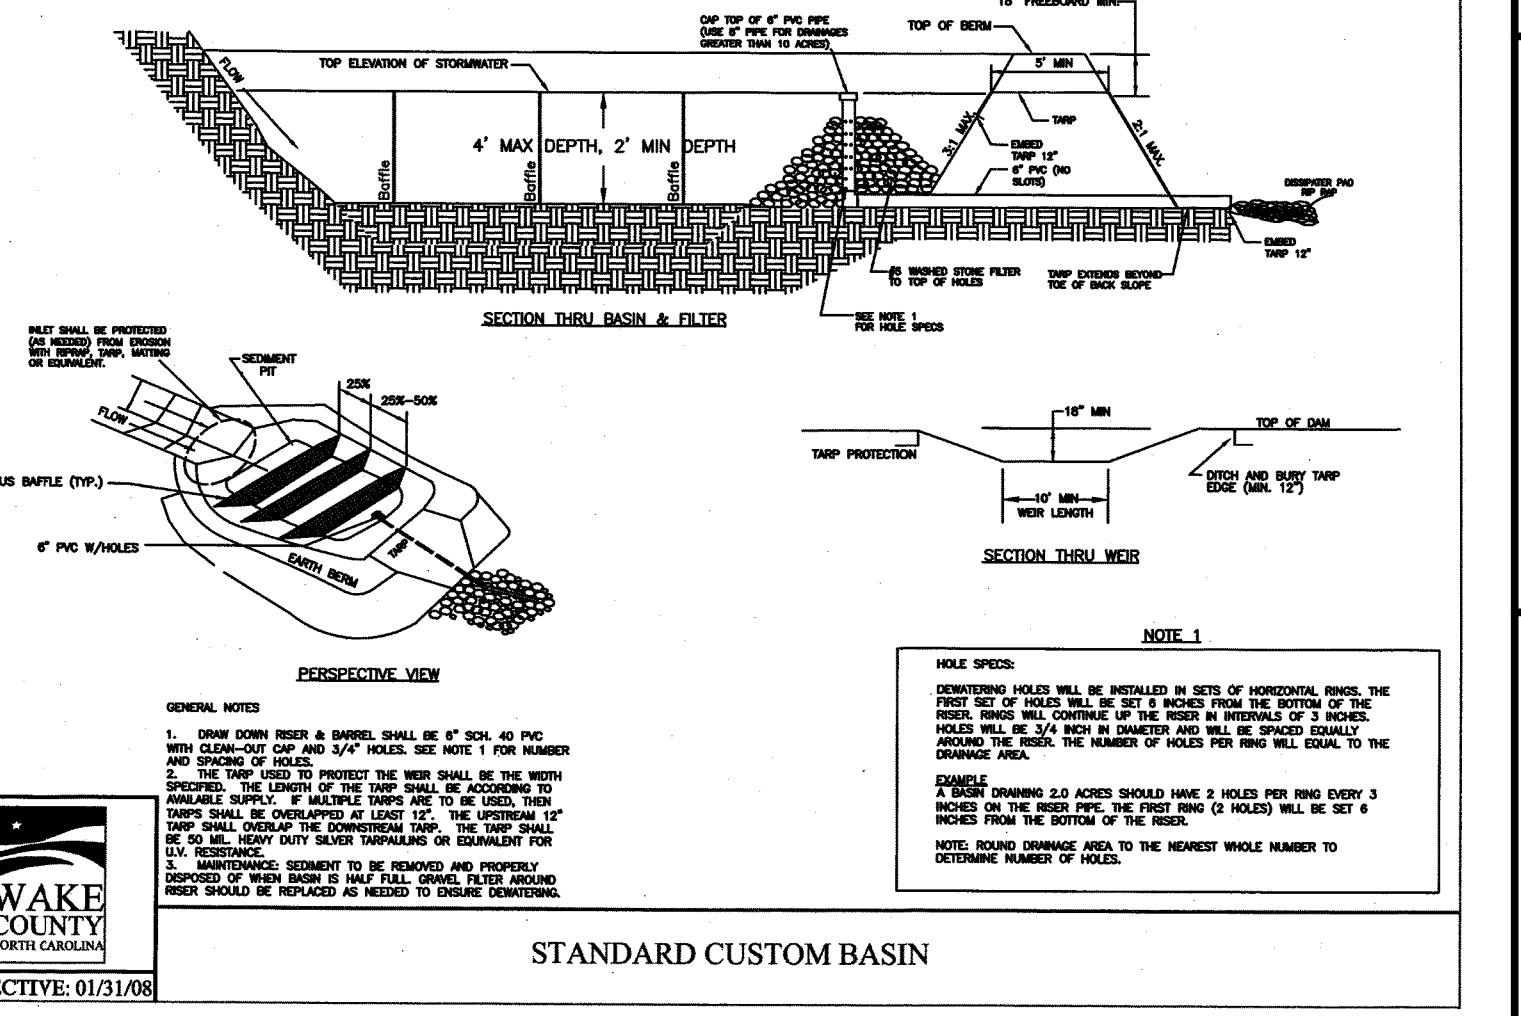 18" FREEBOARD MIN.
CAP TOP OF 6" PVC PIPE
(USE 8" PIPE FOR DRAINAGES
GREATER THAN 10 ACRES)
TOP OF BERM
TOP ELEVATION OF STORMWATER
5' MIN
FLOW
TARP
4' MAX DEPTH, 2' MIN DEPTH
3:1 MAX.
2:1 MAX.
EMBED
TARP 12"
6" PVC (NO
SLOTS)
Baffle
Baffle
Baffle
DISSIPATER PAD
RIP RAP
EMBED
TARP 12"
#5 WASHED STONE FILTER
TO TOP OF HOLES
TARP EXTENDS BEYOND
TOE OF BACK SLOPE
SEE NOTE 1
FOR HOLE SPECS
SECTION THRU BASIN & FILTER
INLET SHALL BE PROTECTED
(AS NEEDED) FROM EROSION
WITH RIPRAP, TARP, MATTING
OR EQUIVALENT.
SEDIMENT
PIT
25%
25%-50%
FLOW
US BAFFLE (TYP.)
6" PVC W/HOLES
TARP
EARTH BERM
PERSPECTIVE VIEW
18" MIN
TOP OF DAM
TARP PROTECTION
DITCH AND BURY TARP
EDGE (MIN. 12")
10' MIN
WEIR LENGTH
SECTION THRU WEIR
GENERAL NOTES
1. DRAW DOWN RISER & BARREL SHALL BE 6" SCH. 40 PVC
WITH CLEAN-OUT CAP AND 3/4" HOLES. SEE NOTE 1 FOR NUMBER
AND SPACING OF HOLES.
2. THE TARP USED TO PROTECT THE WEIR SHALL BE THE WIDTH
SPECIFIED. THE LENGTH OF THE TARP SHALL BE ACCORDING TO
AVAILABLE SUPPLY. IF MULTIPLE TARPS ARE TO BE USED, THEN
TARPS SHALL BE OVERLAPPED AT LEAST 12". THE UPSTREAM 12"
TARP SHALL OVERLAP THE DOWNSTREAM TARP. THE TARP SHALL
BE 50 MIL. HEAVY DUTY SILVER TARPAULINS OR EQUIVALENT FOR
U.V. RESISTANCE.
3. MAINTENANCE: SEDIMENT TO BE REMOVED AND PROPERLY
DISPOSED OF WHEN BASIN IS HALF FULL. GRAVEL FILTER AROUND
RISER SHOULD BE REPLACED AS NEEDED TO ENSURE DEWATERING.
NOTE 1
HOLE SPECS:
DEWATERING HOLES WILL BE INSTALLED IN SETS OF HORIZONTAL RINGS. THE
FIRST SET OF HOLES WILL BE SET 6 INCHES FROM THE BOTTOM OF THE
RISER. RINGS WILL CONTINUE UP THE RISER IN INTERVALS OF 3 INCHES.
HOLES WILL BE 3/4 INCH IN DIAMETER AND WILL BE SPACED EQUALLY
AROUND THE RISER. THE NUMBER OF HOLES PER RING WILL EQUAL TO THE
DRAINAGE AREA.
EXAMPLE
A BASIN DRAINING 2.0 ACRES SHOULD HAVE 2 HOLES PER RING EVERY 3
INCHES ON THE RISER PIPE. THE FIRST RING (2 HOLES) WILL BE SET 6
INCHES FROM THE BOTTOM OF THE RISER.
NOTE: ROUND DRAINAGE AREA TO THE NEAREST WHOLE NUMBER TO
DETERMINE NUMBER OF HOLES.
WAKE
COUNTY
ORTH CAROLINA
CTIVE: 01/31/08
STANDARD CUSTOM BASIN